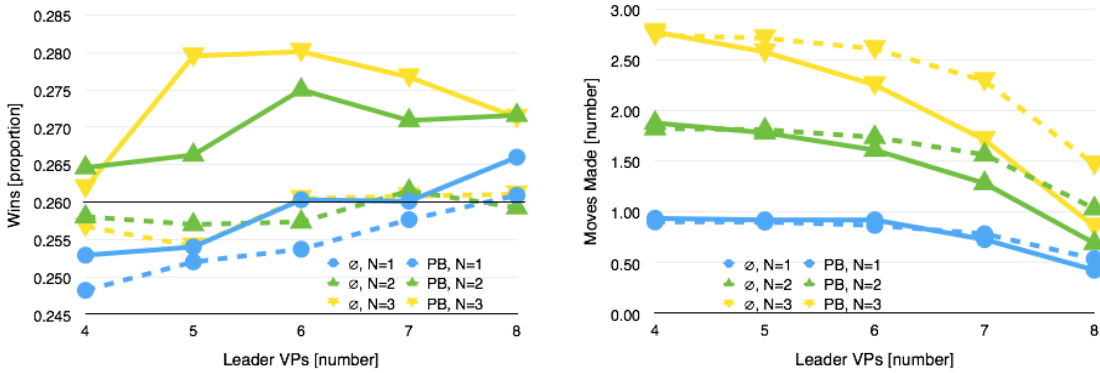 Wins [proportion]
0.285
0.280
0.275
0.270
0.265
0.260
0.255
0.250
0.245
4 5 6 7 8
Leader VPs [number]
ø, N=1 PB, N=1
ø, N=2 PB, N=2
ø, N=3 PB, N=3
Moves Made [number]
3.00
2.50
2.00
1.50
1.00
0.50
0.00
4 5 6 7 8
Leader VPs [number]
ø, N=1 PB, N=1
ø, N=2 PB, N=2
ø, N=3 PB, N=3